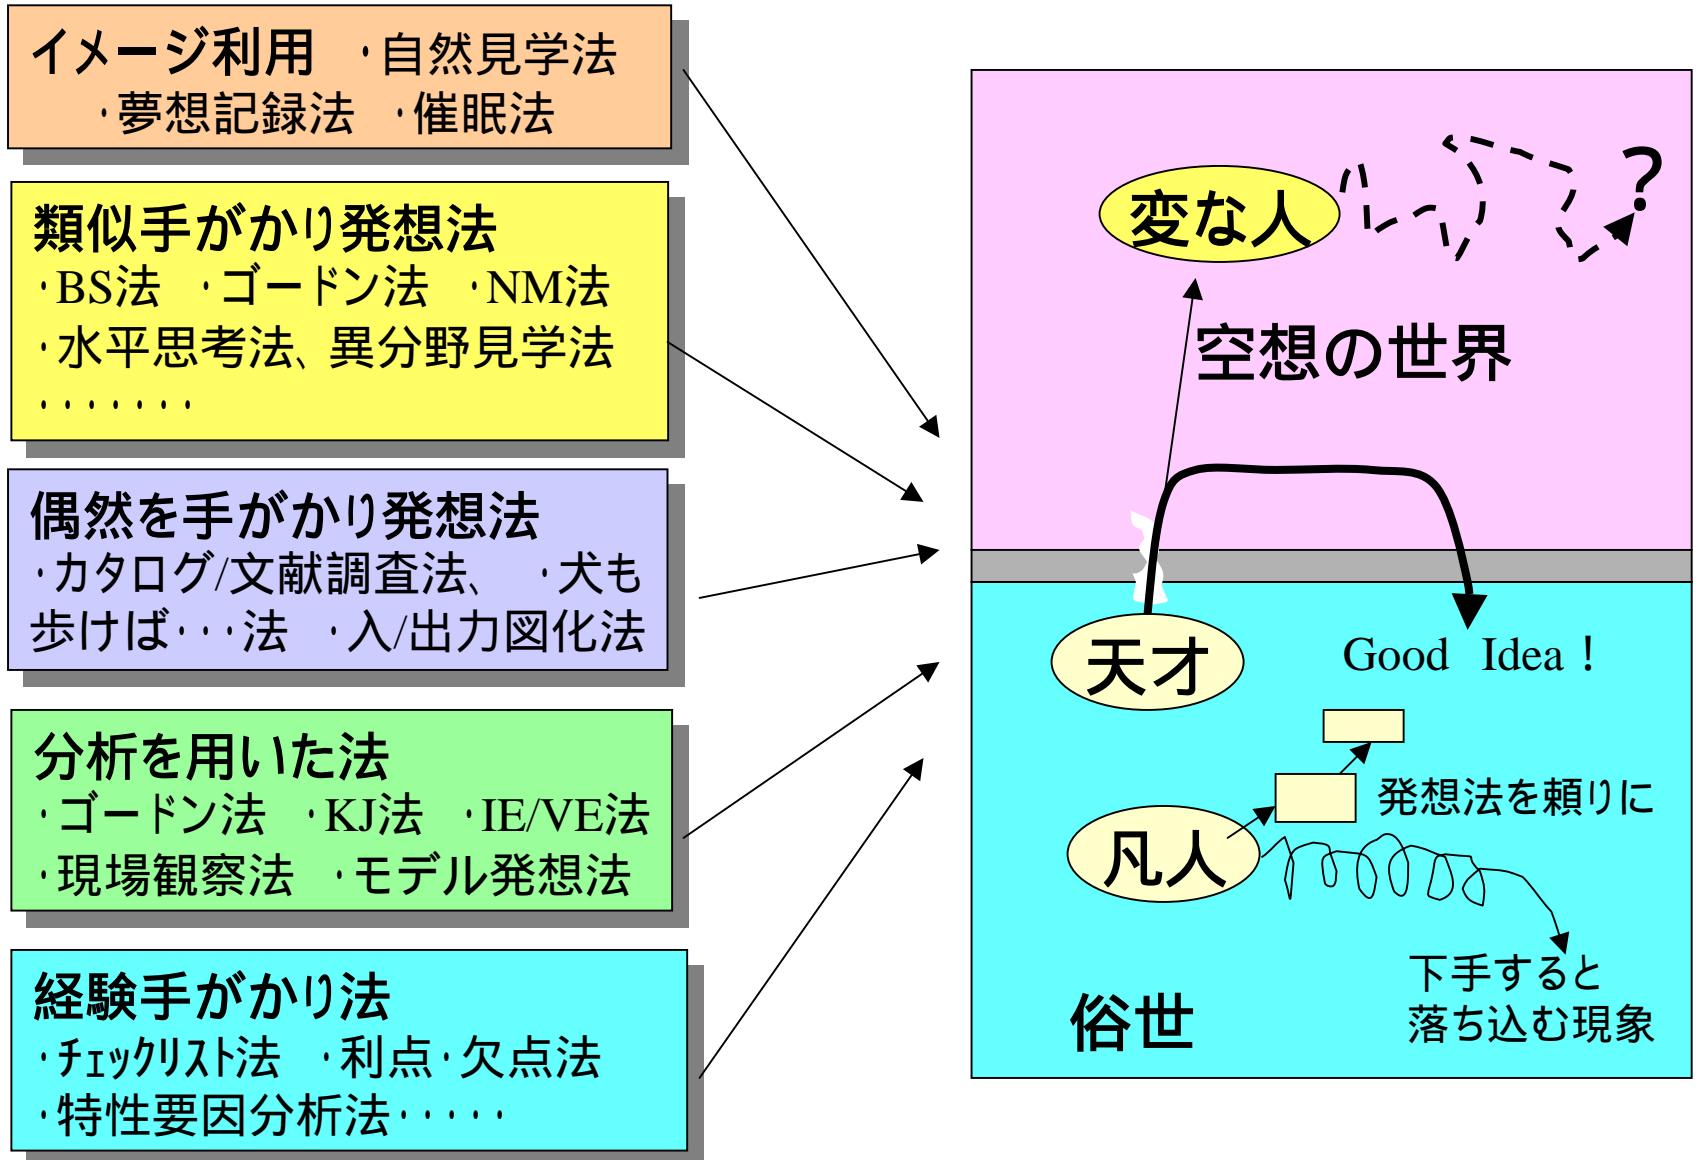 イメージ利用　・自然見学法
・夢想記録法　・催眠法
類似手がかり発想法
・BS法　・ゴードン法　・NM法
・水平思考法、異分野見学法
・・・・・・・
偶然を手がかり発想法
・カタログ/文献調査法、　・犬も
歩けば・・・法　・入/出力図化法
分析を用いた法
・ゴードン法　・KJ法　・IE/VE法
・現場観察法　・モデル発想法
経験手がかり法
・チェックリスト法　・利点・欠点法
・特性要因分析法・・・・・
変な人
？
空想の世界
天才
Good Idea！
発想法を頼りに
凡人
下手すると
落ち込む現象
俗世